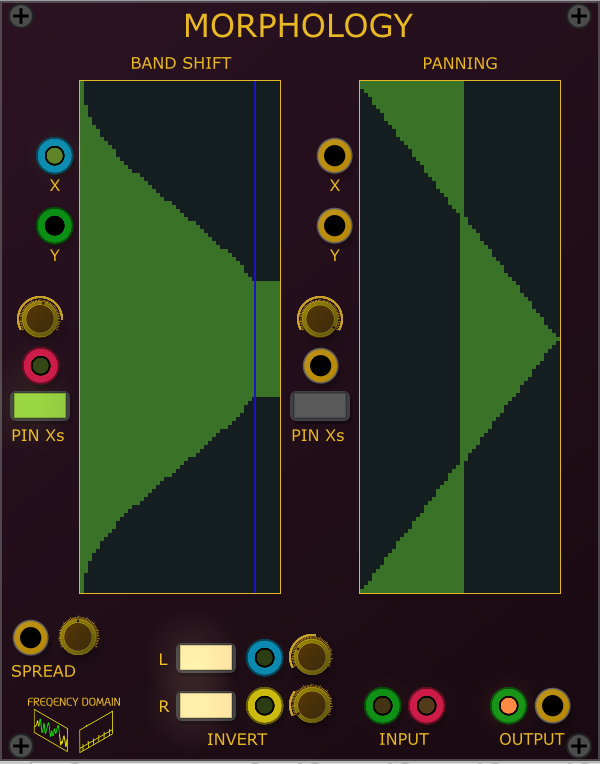 MORPHOLOGY
BAND SHIFT
PANNING
X
X
Y
Y
PIN Xs
PIN Xs
SPREAD
L
FREQENCY DOMAIN
R
INVERT
INPUT
OUTPUT